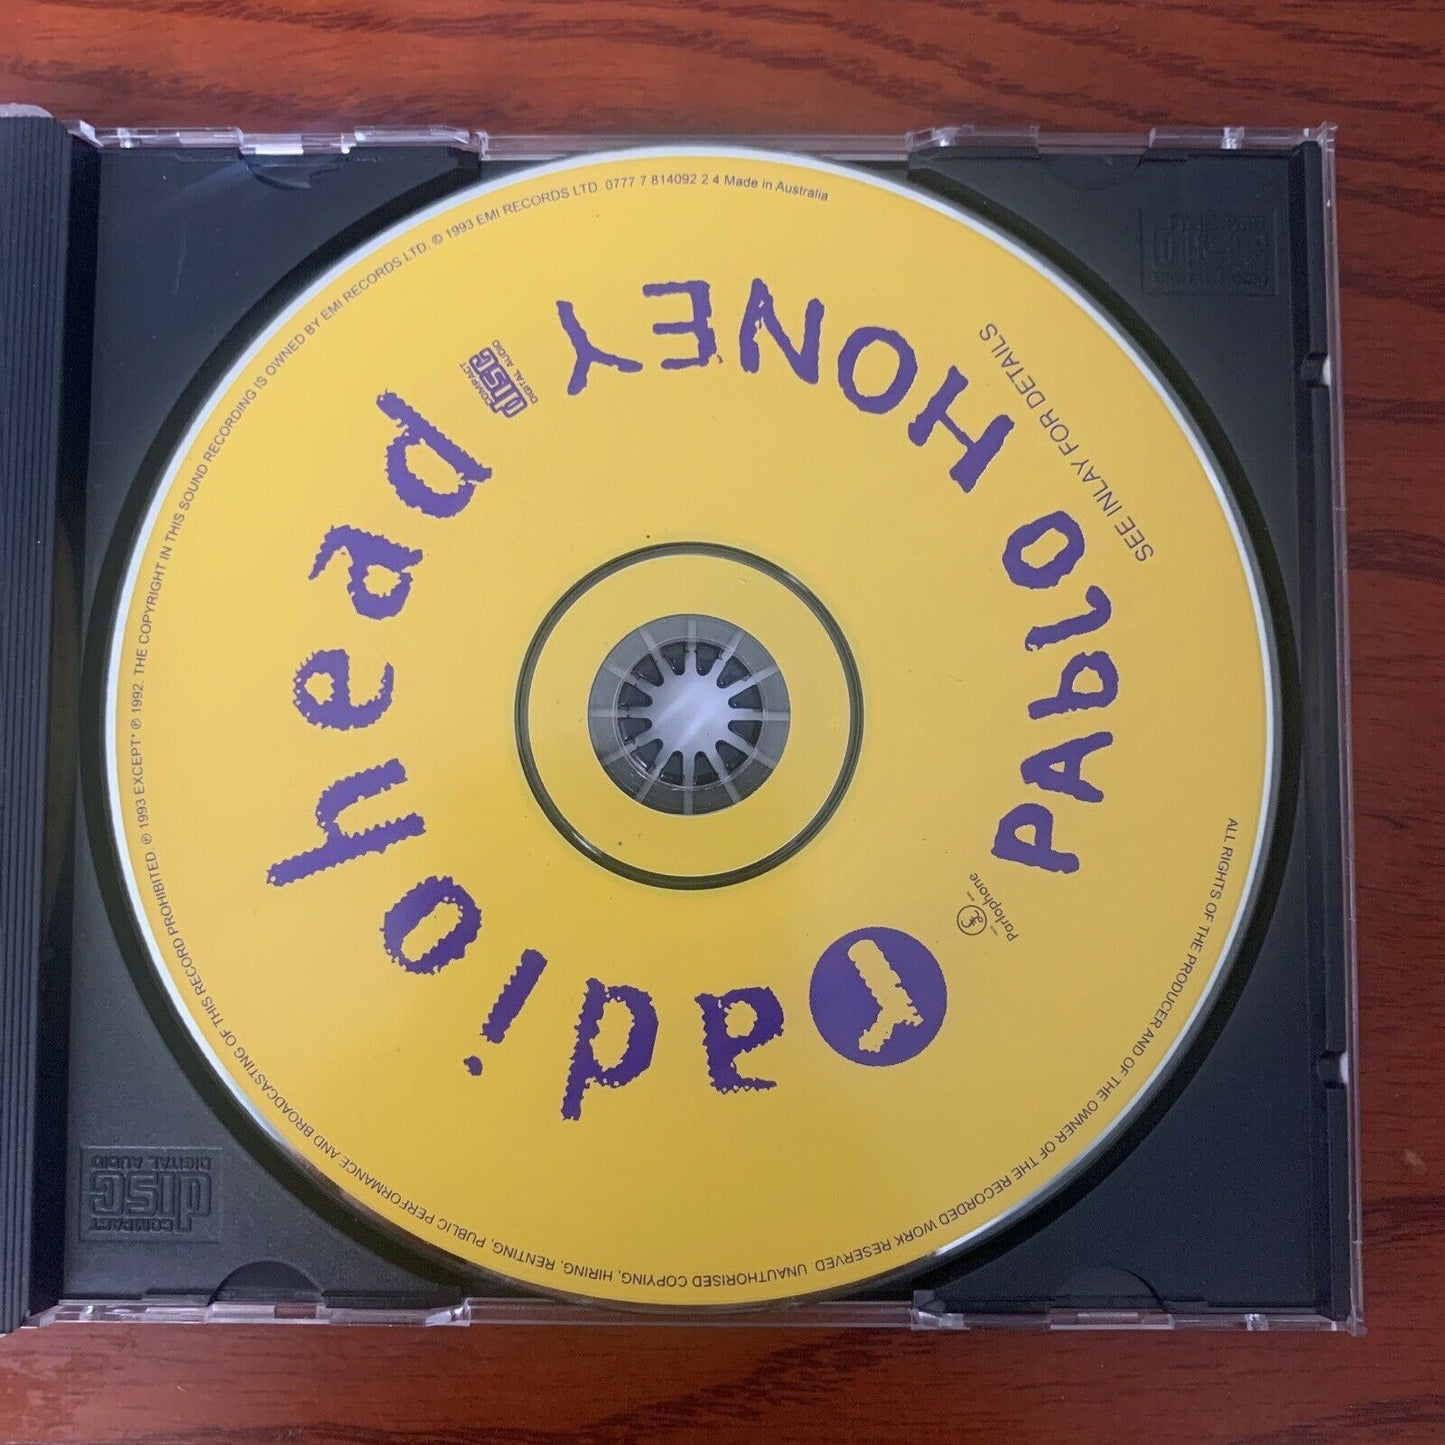 radiohead
PAblO HONEY
COMPACT
disc
DIGITAL AUDIO
TRADE MARK
Parlophone
SEE INLAY FOR DETAILS
ALL RIGHTS OF THE PRODUCER AND OF THE OWNER OF THE RECORDED WORK RESERVED. UNAUTHORISED COPYING, HIRING, RENTING, PUBLIC PERFORMANCE AND BROADCASTING OF THIS RECORD PROHIBITED. ℗ 1993 EXCEPT* ℗ 1992. THE COPYRIGHT IN THIS SOUND RECORDING IS OWNED BY EMI RECORDS LTD. © 1993 EMI RECORDS LTD. 0777 7 814092 2 4 Made in Australia
COMPACT
disc
DIGITAL AUDIO